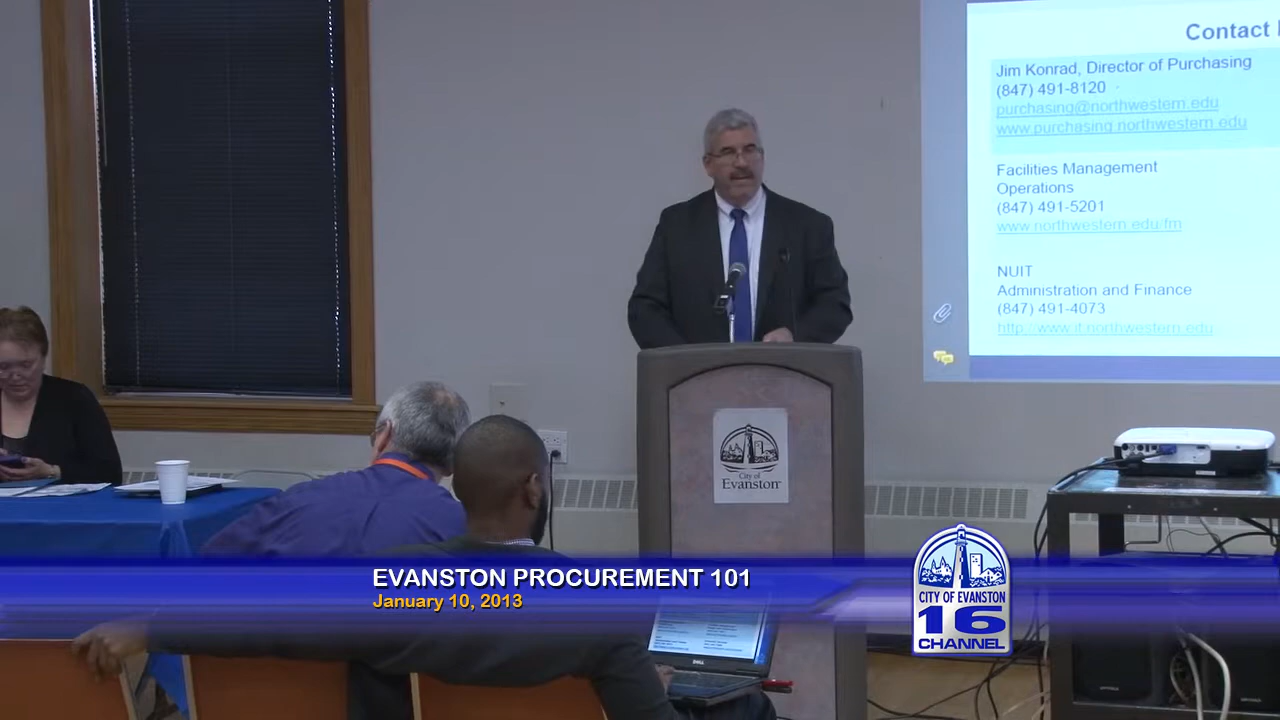 Contact
Jim Konrad, Director of Purchasing
(847) 491-8120
purchasing@northwestern.edu
www.purchasing.northwestern.edu
Facilities Management
Operations
(847) 491-5201
www.northwestern.edu/fm
NUIT
Administration and Finance
(847) 491-4073
http://www.it.northwestern.edu
City of
Evanston
EVANSTON PROCUREMENT 101
January 10, 2013
CITY OF EVANSTON
16
CHANNEL
DELL